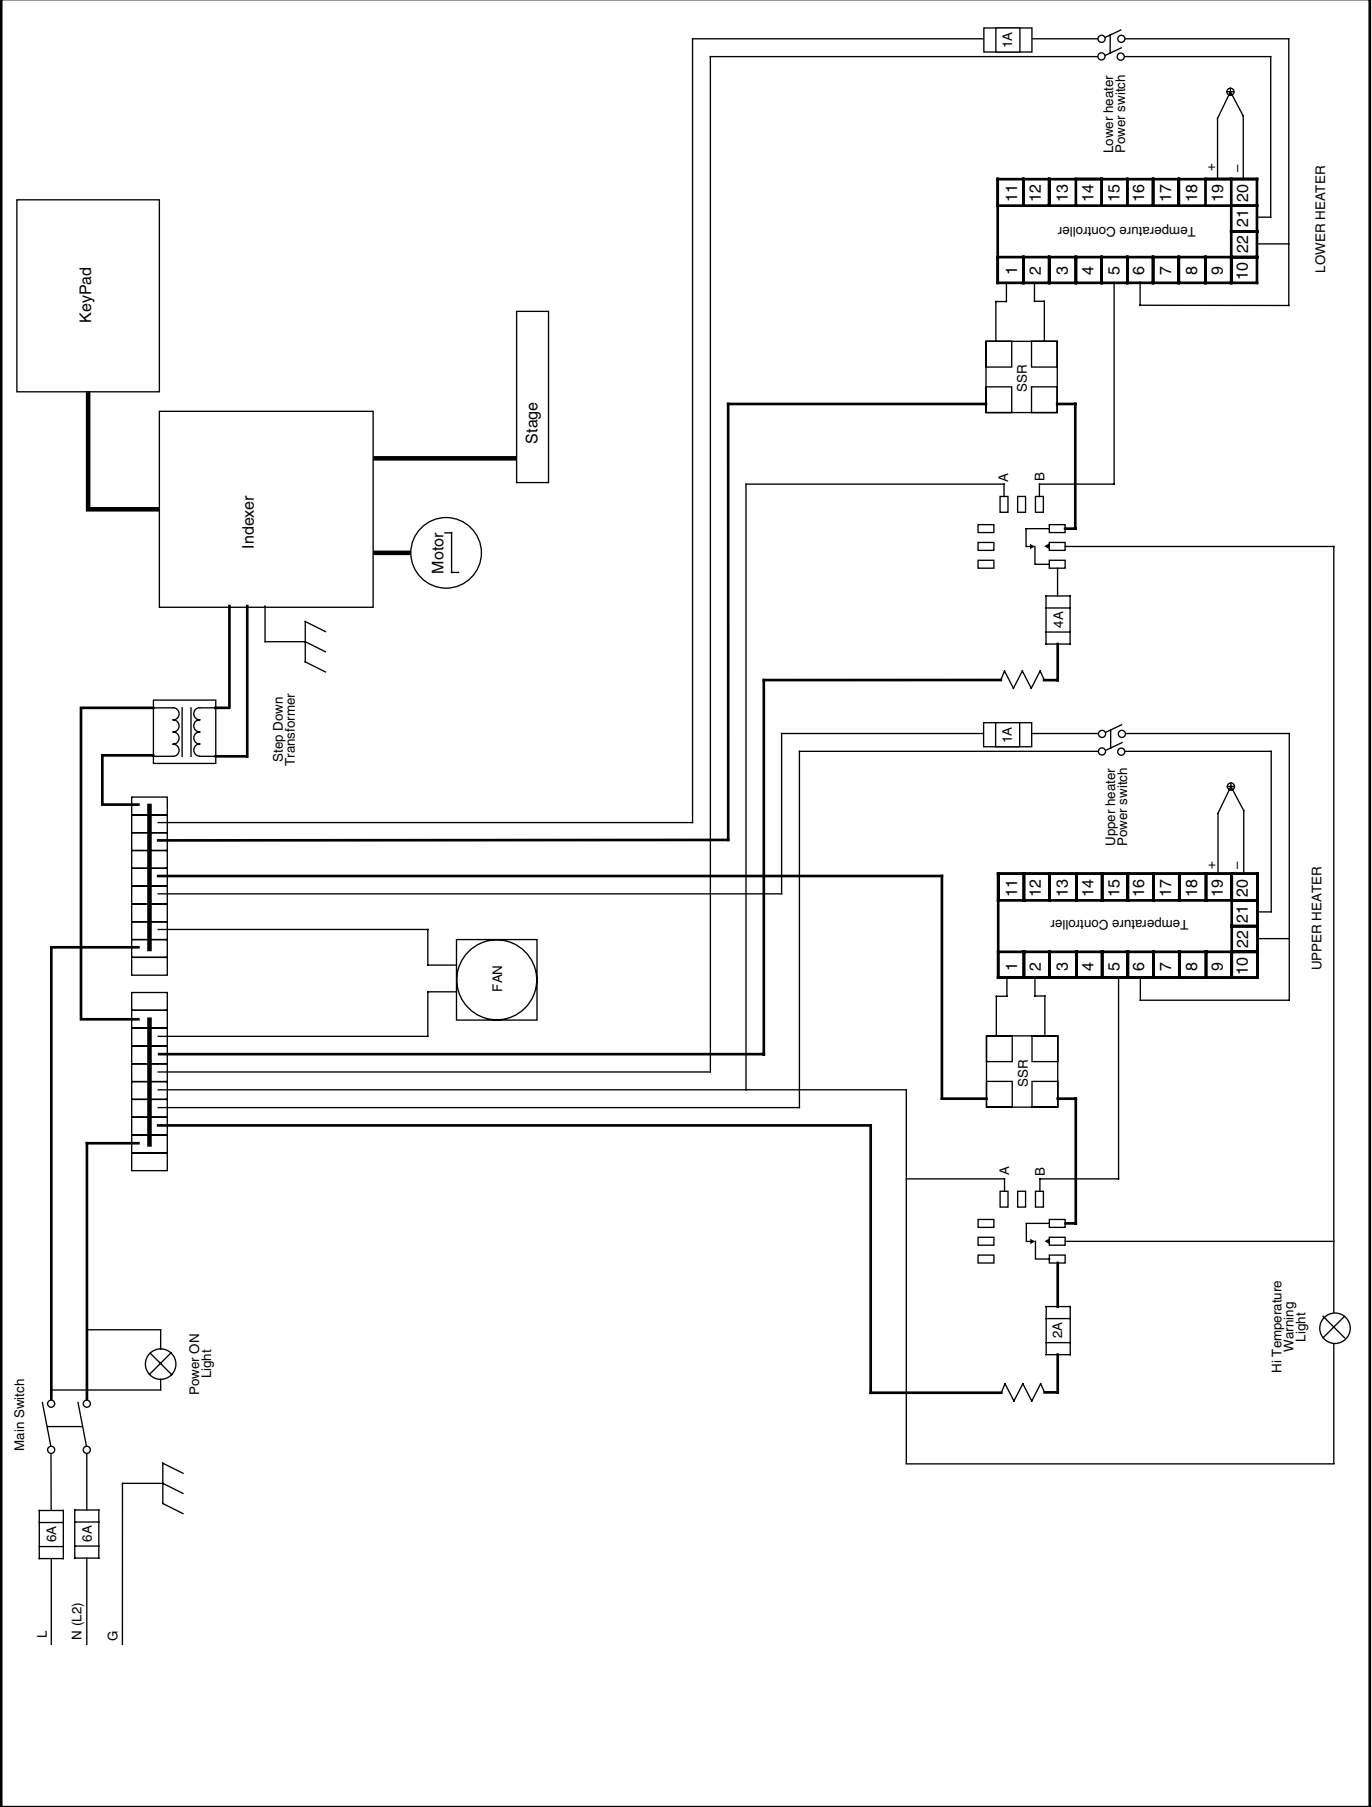 L
N (L2)
G
6A
6A
Main Switch
Power ON
Light
Step Down
Transformer
KeyPad
Indexer
Motor
Stage
FAN
1A
Lower heater
Power switch
11
12
13
14
15
16
17
18
19
20
+
–
Temperature Controller
21
22
1
2
3
4
5
6
7
8
9
10
LOWER HEATER
SSR
A
B
4A
1A
Upper heater
Power switch
11
12
13
14
15
16
17
18
19
20
+
–
Temperature Controller
21
22
1
2
3
4
5
6
7
8
9
10
UPPER HEATER
SSR
A
B
2A
Hi Temperature
Warning
Light